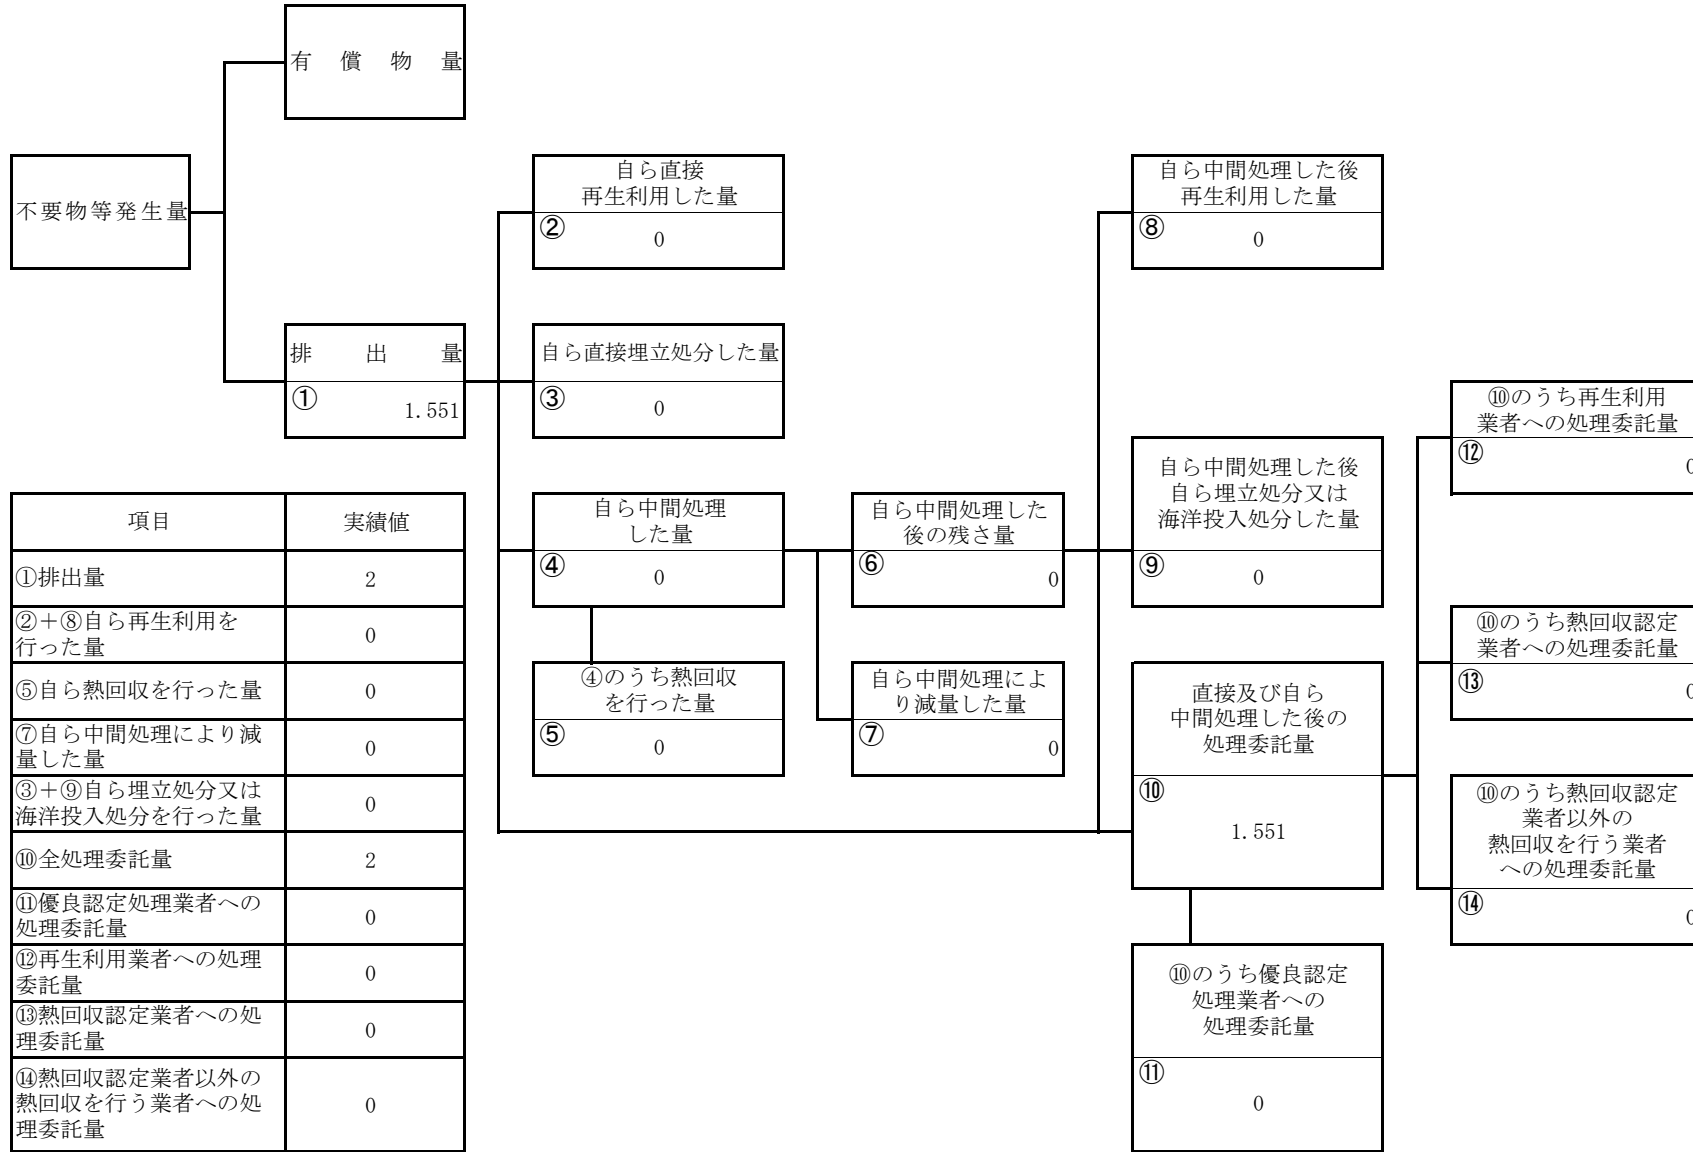 有償物量
不要物等発生量
排出量
①
1.551
自ら直接
再生利用した量
②
0
自ら直接埋立処分した量
③
0
自ら中間処理
した量
④
0
④のうち熱回収
を行った量
⑤
0
自ら中間処理した
後の残さ量
⑥
0
自ら中間処理によ
り減量した量
⑦
0
自ら中間処理した後
再生利用した量
⑧
0
自ら中間処理した後
自ら埋立処分又は
海洋投入処分した量
⑨
0
直接及び自ら
中間処理した後の
処理委託量
⑩
1.551
⑩のうち優良認定
処理業者への
処理委託量
⑪
0
⑩のうち再生利用
業者への処理委託量
⑫
0
⑩のうち熱回収認定
業者への処理委託量
⑬
0
⑩のうち熱回収認定
業者以外の
熱回収を行う業者
への処理委託量
⑭
0
項目 実績値
①排出量 2
②＋⑧自ら再生利用を
行った量 0
⑤自ら熱回収を行った量 0
⑦自ら中間処理により減
量した量 0
③＋⑨自ら埋立処分又は
海洋投入処分を行った量 0
⑩全処理委託量 2
⑪優良認定処理業者への
処理委託量 0
⑫再生利用業者への処理
委託量 0
⑬熱回収認定業者への処
理委託量 0
⑭熱回収認定業者以外の
熱回収を行う業者への処
理委託量 0